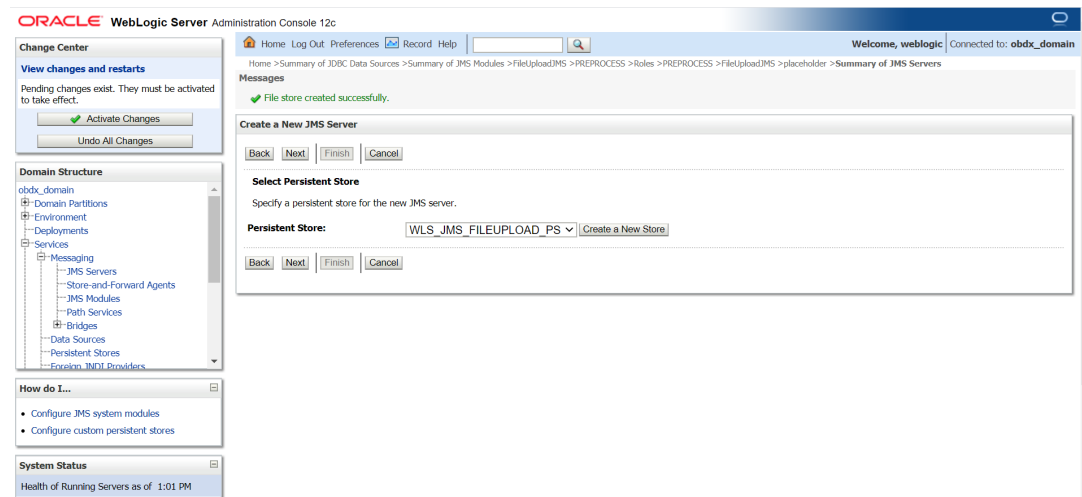 ORACLE WebLogic Server Administration Console 12c
Change Center
View changes and restarts
Pending changes exist. They must be activated
to take effect.
Activate Changes
Undo All Changes
Domain Structure
obdx_domain
Domain Partitions
Environment
Deployments
Services
Messaging
JMS Servers
Store-and-Forward Agents
JMS Modules
Path Services
Bridges
Data Sources
Persistent Stores
Foreign JNDI Providers
How do I...
Configure JMS system modules
Configure custom persistent stores
System Status
Health of Running Servers as of 1:01 PM
Home Log Out Preferences Record Help
Welcome, weblogic Connected to: obdx_domain
Home >Summary of JDBC Data Sources >Summary of JMS Modules >FileUploadJMS >PREPROCESS >Roles >PREPROCESS >FileUploadJMS >placeholder >Summary of JMS Servers
Messages
File store created successfully.
Create a New JMS Server
Back Next Finish Cancel
Select Persistent Store
Specify a persistent store for the new JMS server.
Persistent Store: WLS_JMS_FILEUPLOAD_PS Create a New Store
Back Next Finish Cancel